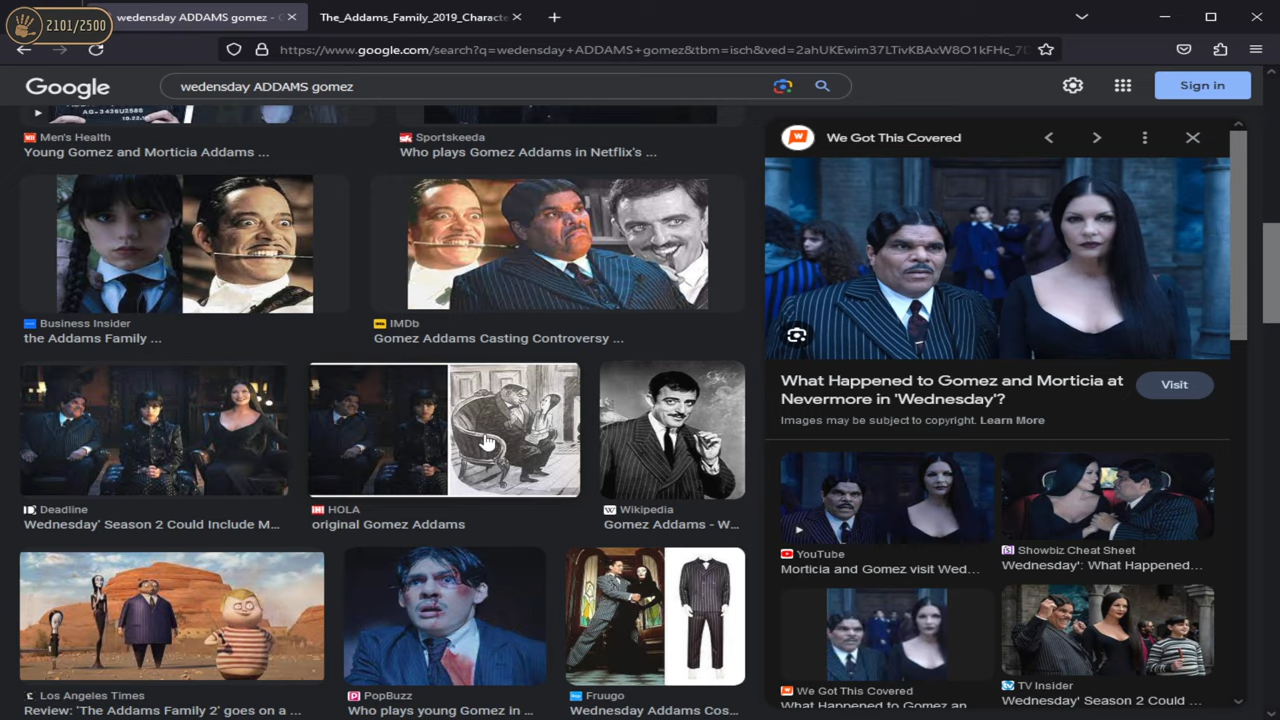 2101/2500
wedensday ADDAMS gomez - G
The_Addams_Family_2019_Characte
https://www.google.com/search?q=wedensday+ADDAMS+gomez&tbm=isch&ved=2ahUKEwim37LTivKBAxW8O1kFHc_7D
Google
wedensday ADDAMS gomez
Sign in
Men's Health
Young Gomez and Morticia Addams ...
Sportskeeda
Who plays Gomez Addams in Netflix's ...
Business Insider
the Addams Family ...
IMDb
Gomez Addams Casting Controversy ...
Deadline
Wednesday' Season 2 Could Include M...
HOLA
original Gomez Addams
Wikipedia
Gomez Addams - W...
Los Angeles Times
Review: 'The Addams Family 2' goes on a ...
PopBuzz
Who plays young Gomez in ...
Fruugo
Wednesday Addams Cos...
We Got This Covered
What Happened to Gomez and Morticia at
Nevermore in 'Wednesday'?
Visit
Images may be subject to copyright. Learn More
YouTube
Morticia and Gomez visit Wed...
Showbiz Cheat Sheet
Wednesday': What Happened...
We Got This Covered
What Happened to Gomez an
TV Insider
Wednesday' Season 2 Could ...